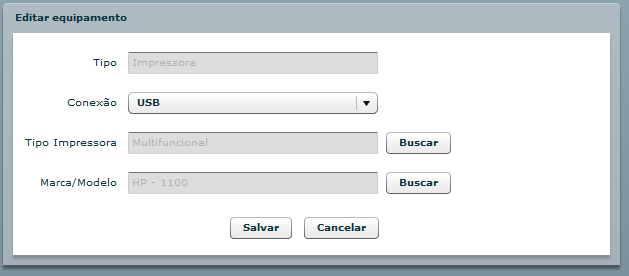 Editar equipamento
Tipo Impressora
Conexão USB
Tipo Impressora Multifuncional Buscar
Marca/Modelo HP - 1100 Buscar
Salvar Cancelar